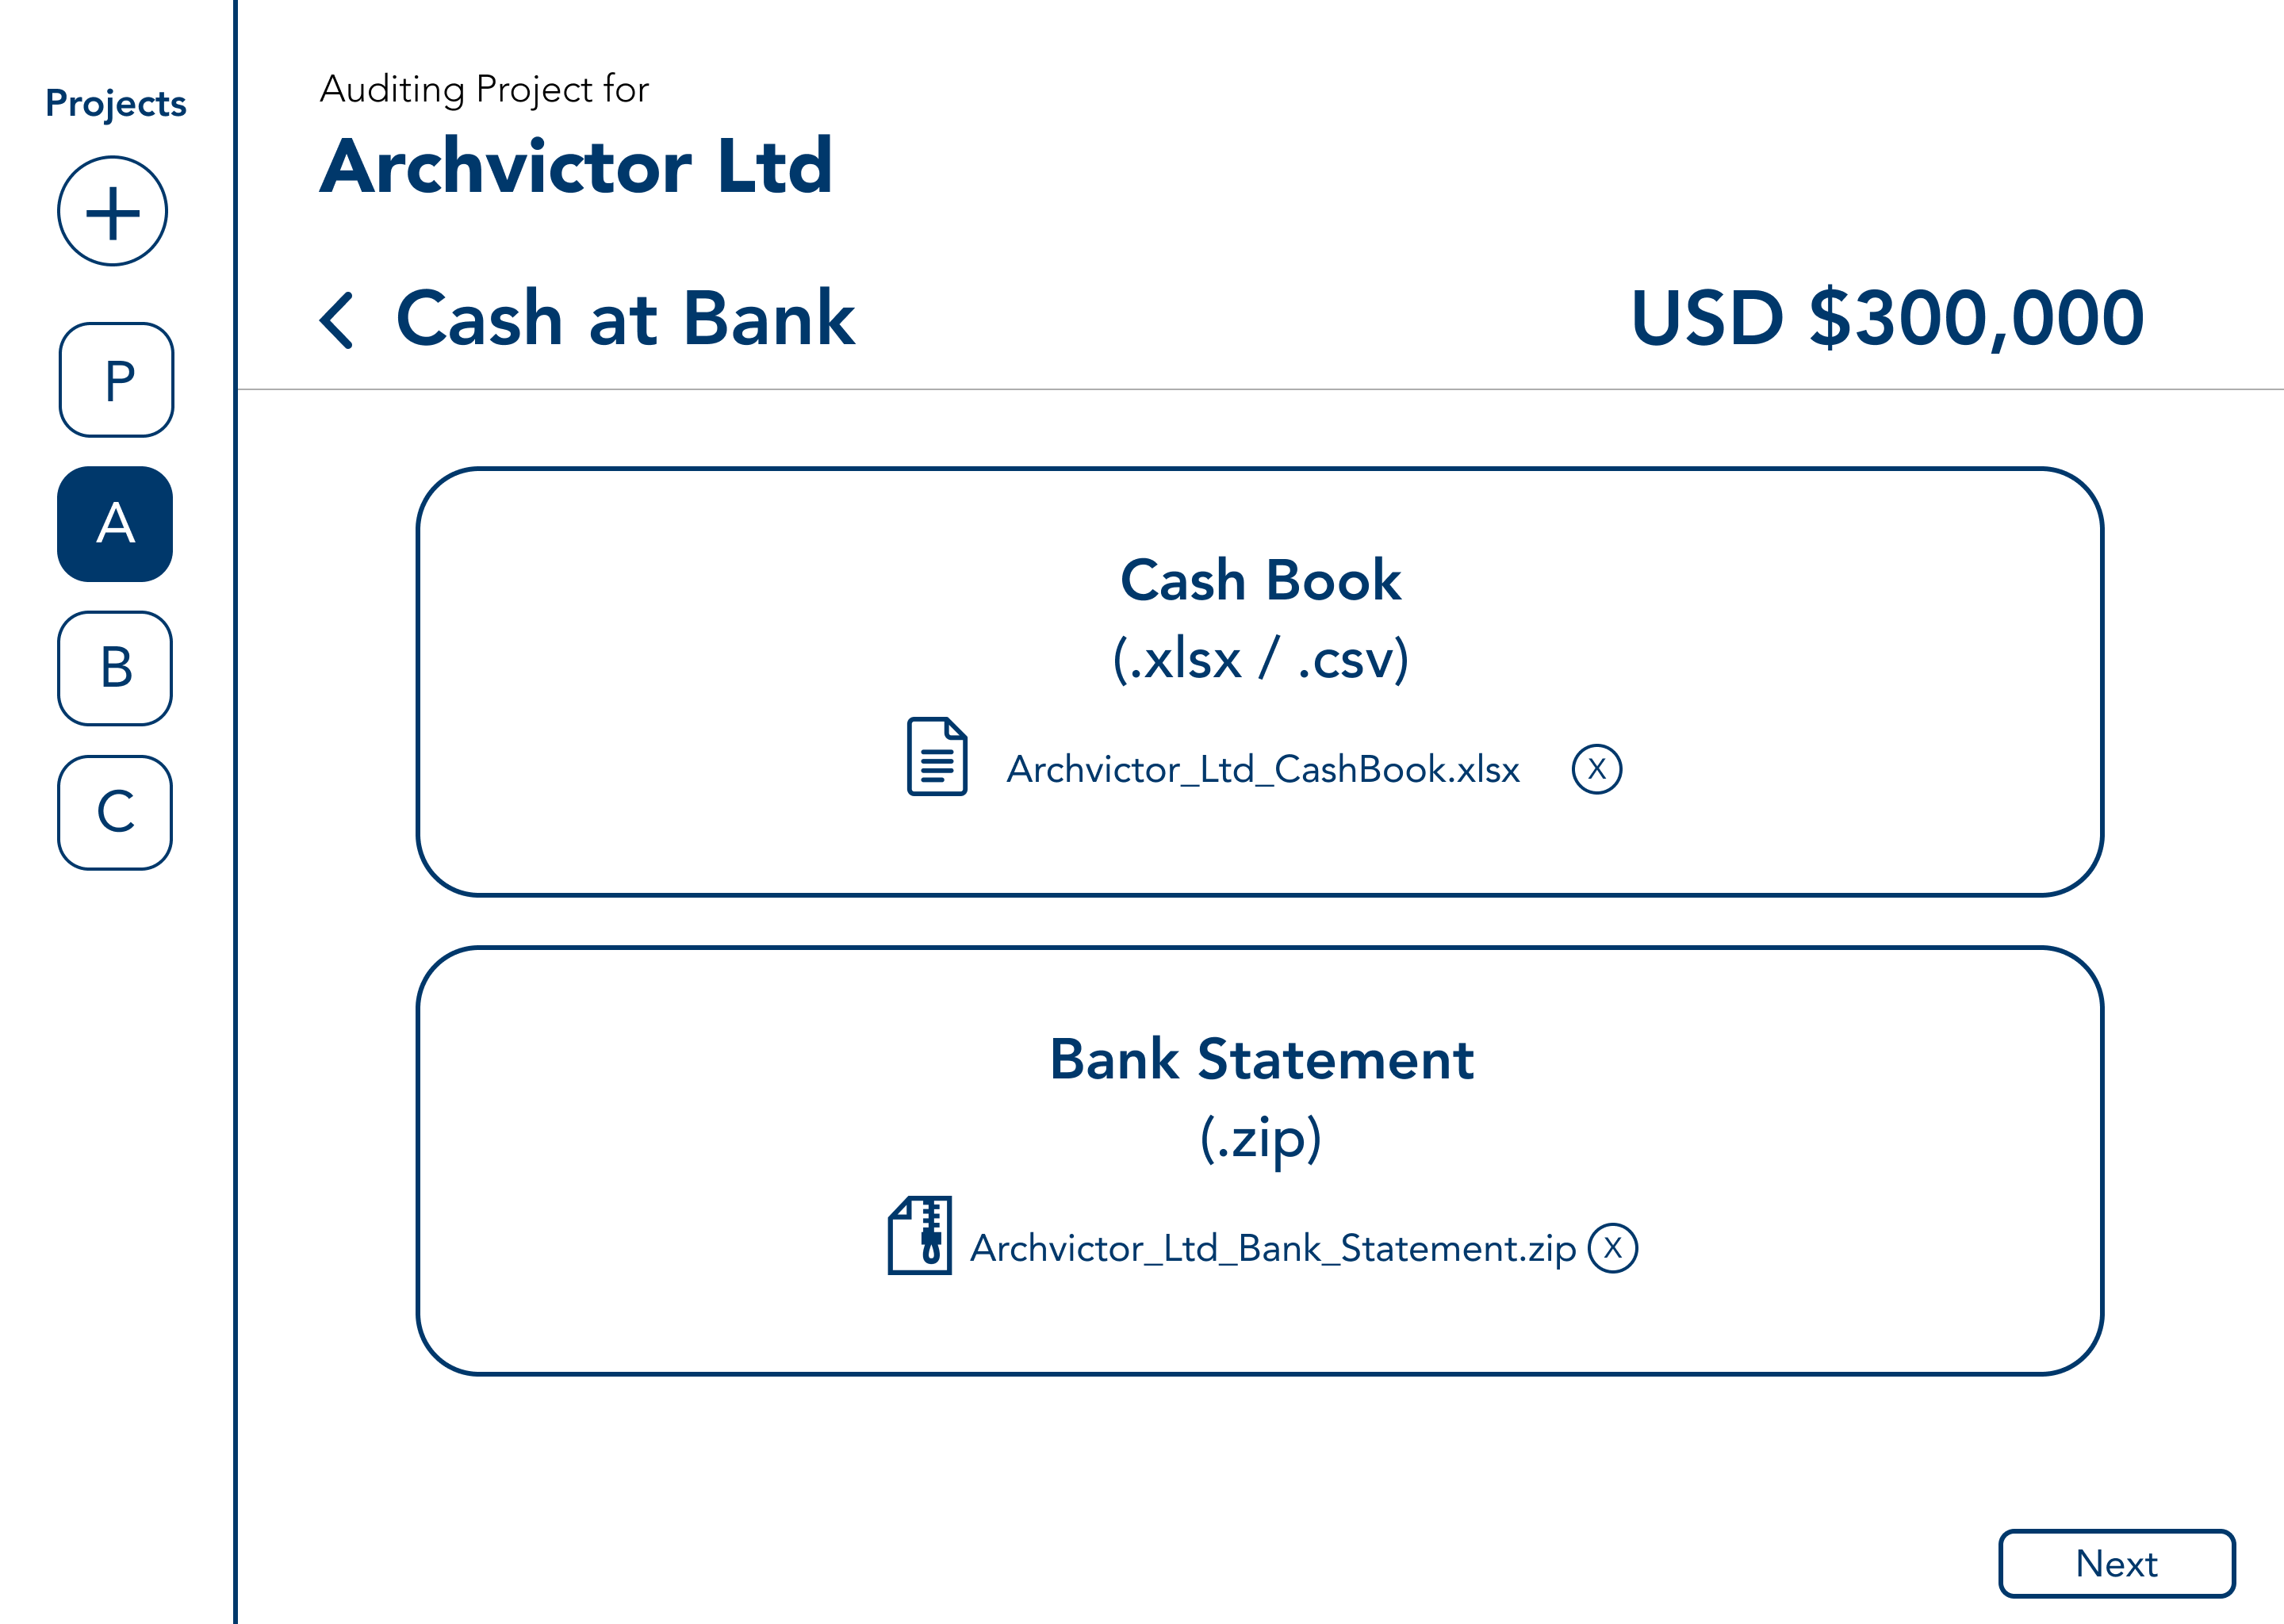 Projects
+
P
A
B
C
Auditing Project for
Archvictor Ltd
Cash at Bank
USD $300,000
Cash Book
(.xlsx / .csv)
Archvictor_Ltd_CashBook.xlsx
X
Bank Statement
(.zip)
Archvictor_Ltd_Bank_Statement.zip
X
Next